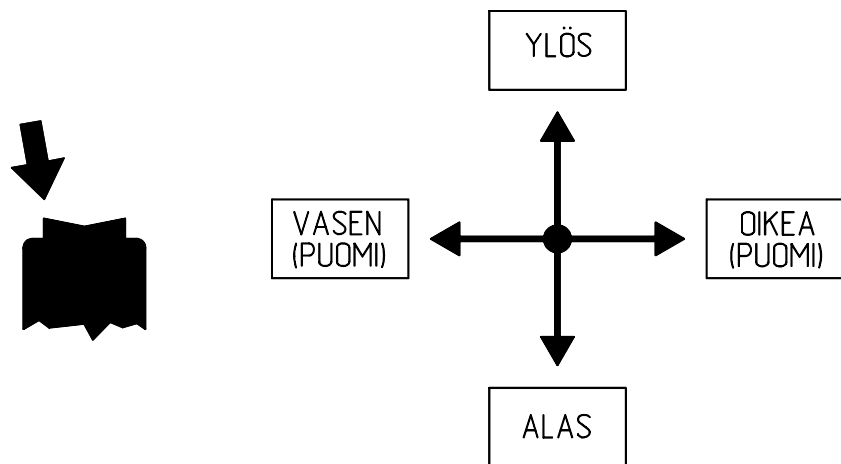 YLÖS
VASEN
(PUOMI)
OIKEA
(PUOMI)
ALAS